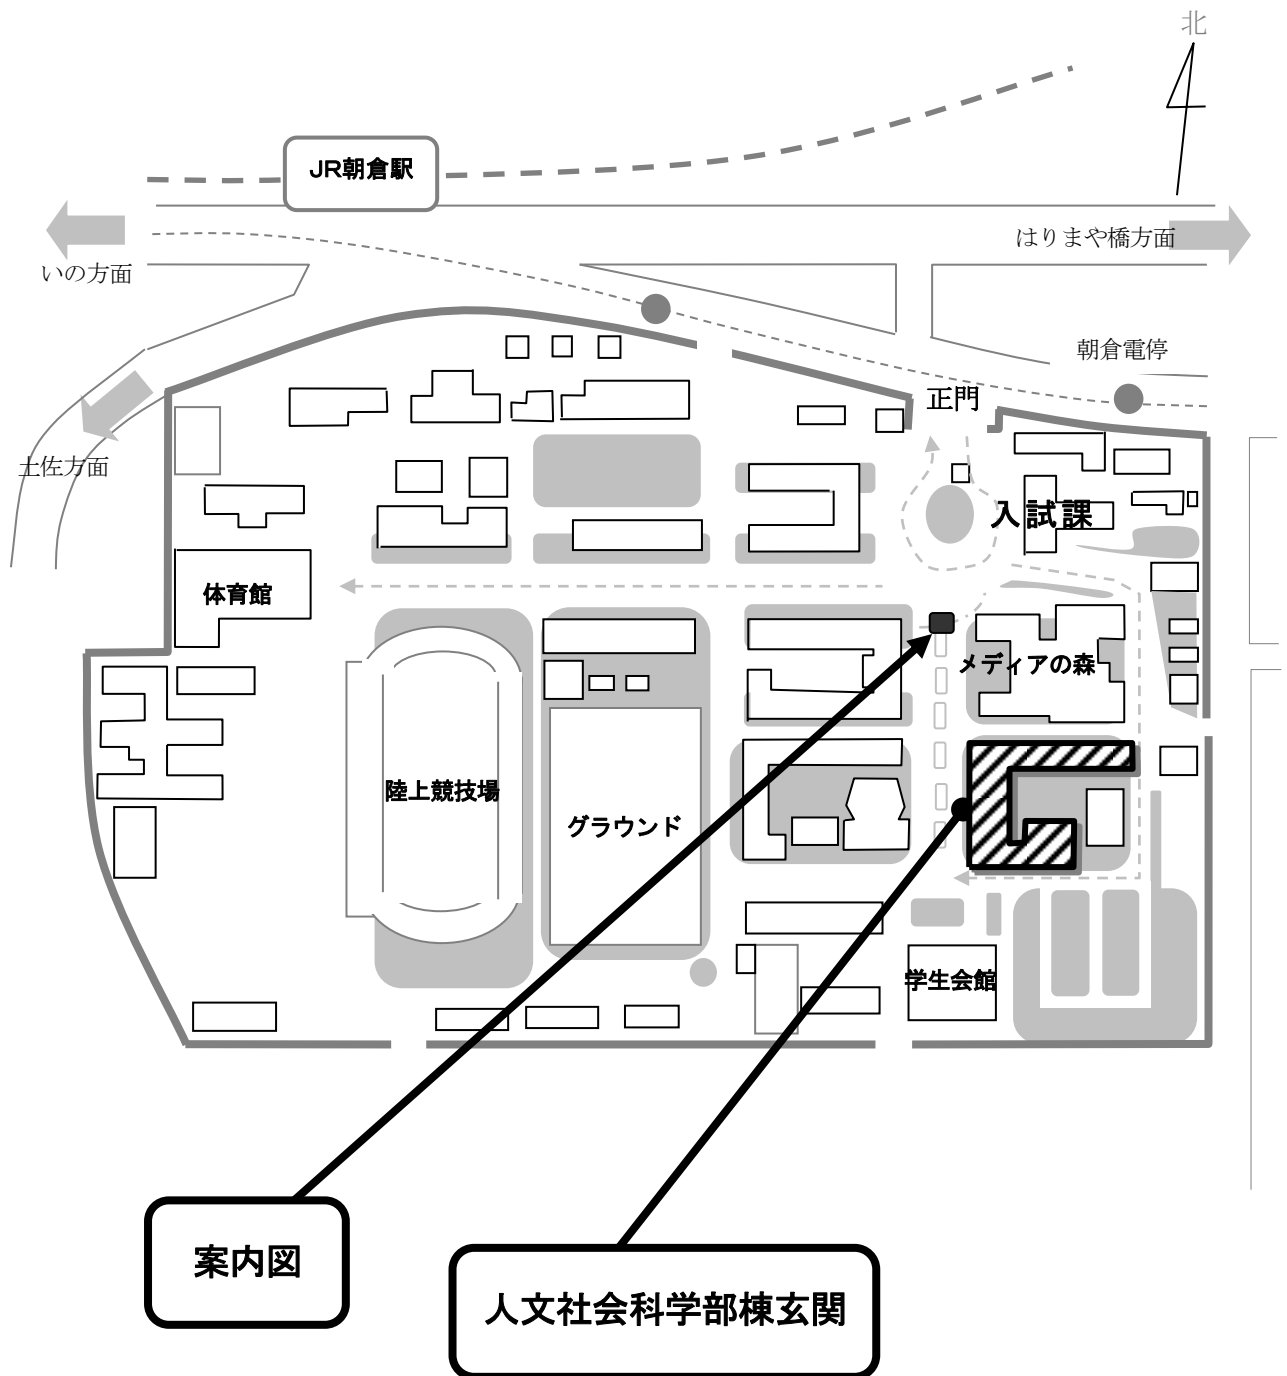 北
JR朝倉駅
はりまや橋方面
いの方面
朝倉電停
正門
土佐方面
入試課
体育館
メディアの森
陸上競技場
グラウンド
学生会館
案内図
人文社会科学部棟玄関